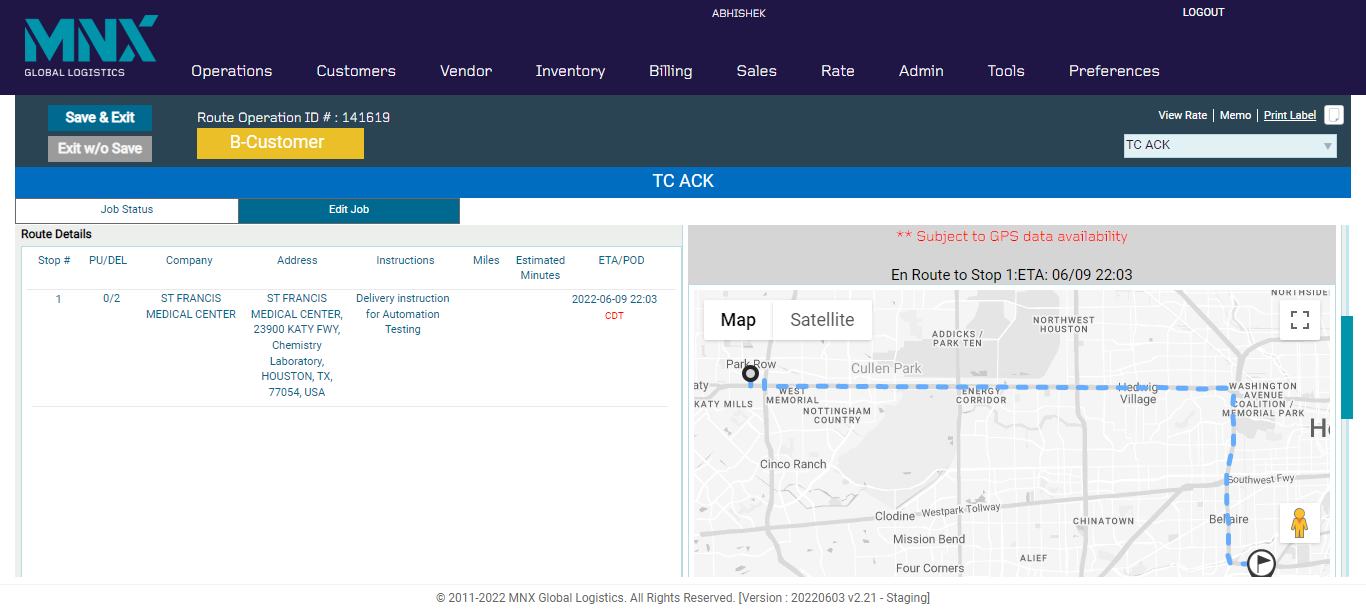 ABHISHEK
LOGOUT
MNX
GLOBAL LOGISTICS
Operations Customers Vendor Inventory Billing Sales Rate Admin Tools Preferences
Save & Exit
Exit w/o Save
Route Operation ID # : 141619
B-Customer
View Rate | Memo | Print Label
TC ACK
TC ACK
Job Status
Edit Job
Route Details
Stop # PU/DEL Company Address Instructions Miles Estimated ETA/POD
Minutes
1 0/2 ST FRANCIS ST FRANCIS Delivery instruction 2022-06-09 22:03
MEDICAL CENTER MEDICAL CENTER, for Automation CDT
23900 KATY FWY, Testing
Chemistry
Laboratory,
HOUSTON, TX,
77054, USA
** Subject to GPS data availability
En Route to Stop 1:ETA: 06/09 22:03
Map
Satellite
NORTHSIDE
ADDICKS /
PARK TEN
NORTHWEST
HOUSTON
Park Row
Cullen Park
aty
KATY MILLS
WEST
MEMORIAL
ENERGY
CORRIDOR
Hedwig
Village
WASHINGTON
AVENUE
COALITION /
MEMORIAL PARK
NOTTINGHAM
COUNTRY
Ho
Cinco Ranch
Southwest Fwy
Clodine
Westpark Tollway
CHINATOWN
Bellaire
Mission Bend
ALIEF
Four Corners
© 2011-2022 MNX Global Logistics. All Rights Reserved. [Version : 20220603 v2.21 - Staging]